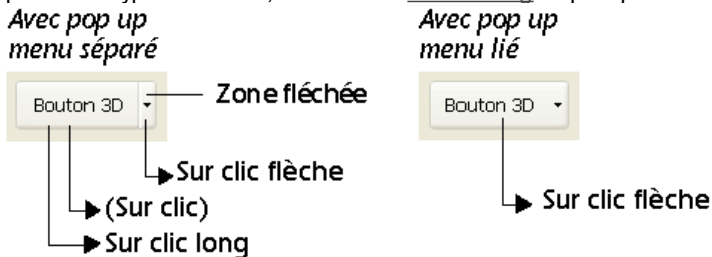 Avec pop up
menu séparé
Bouton 3D
Zone fléchée
Sur clic flèche
(Sur clic)
Sur clic long
Avec pop up
menu lié
Bouton 3D
Sur clic flèche